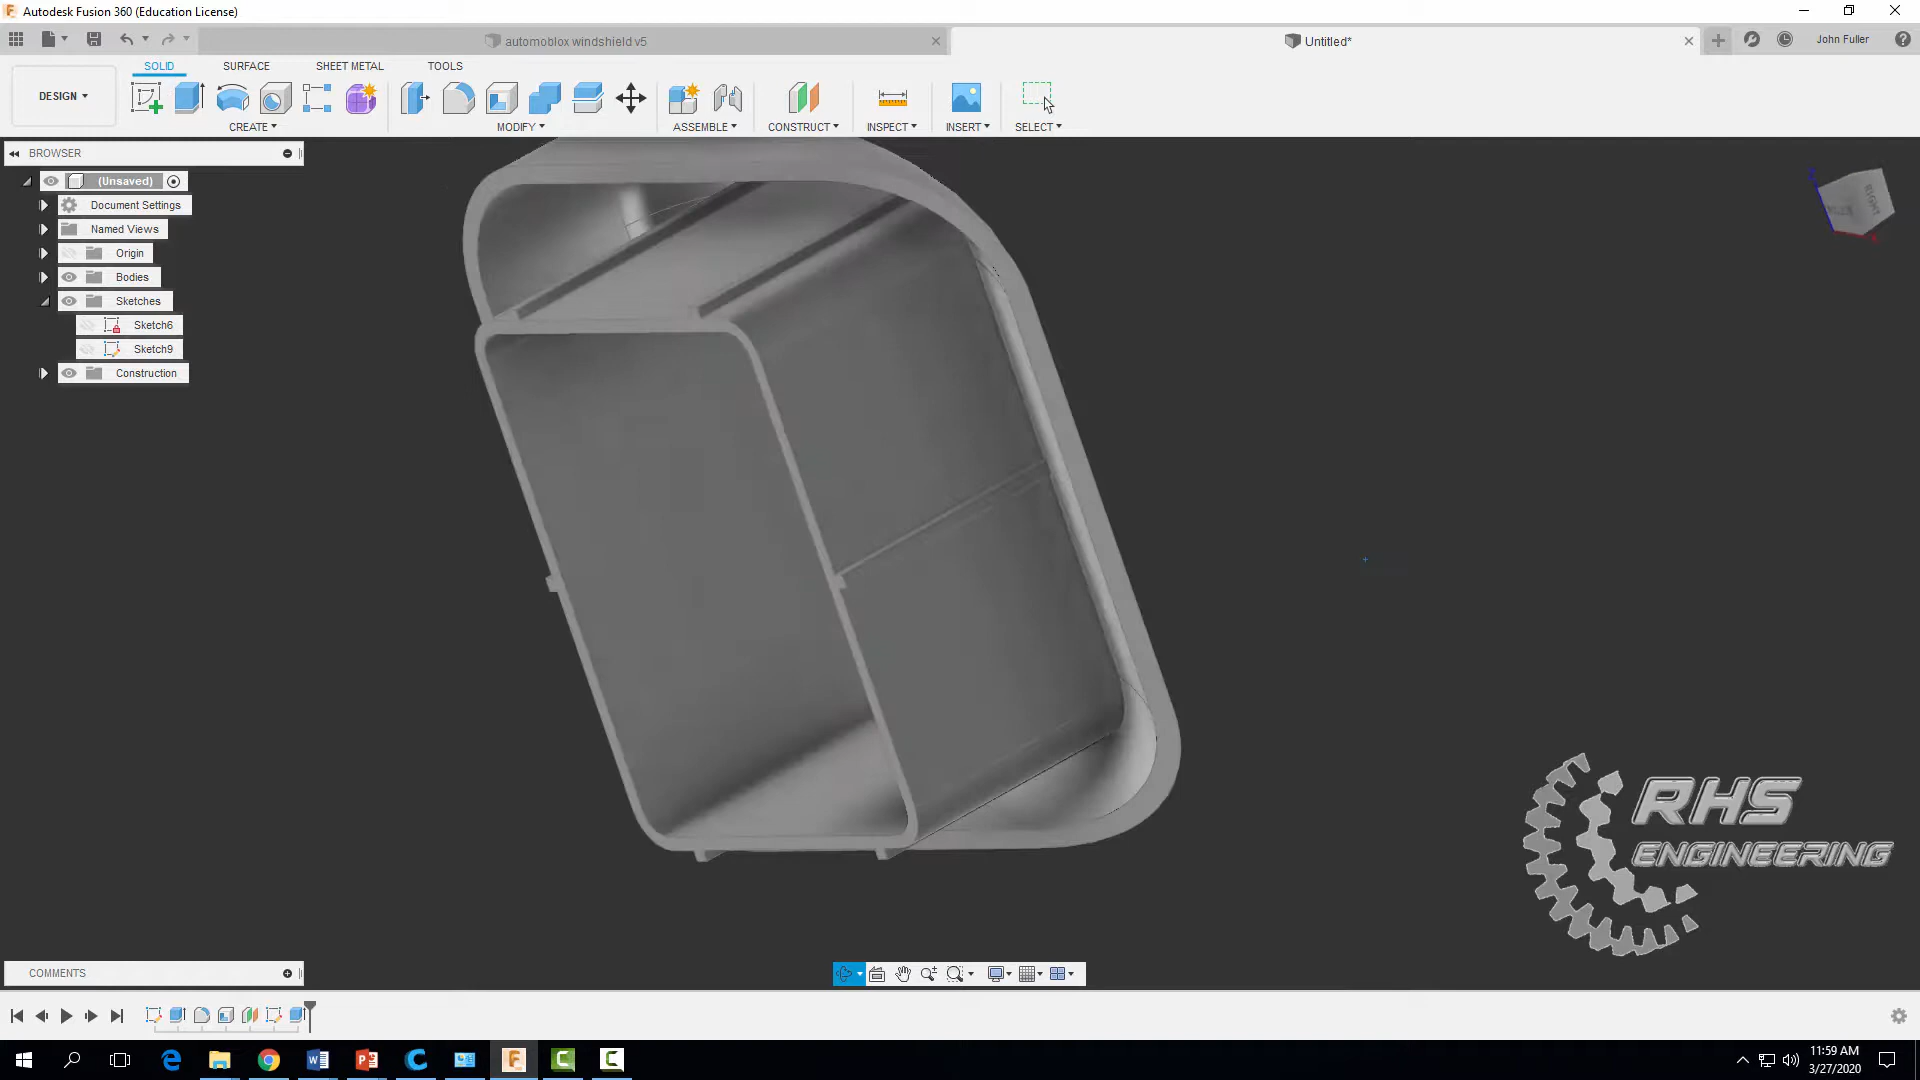 Autodesk Fusion 360 (Education License)
automoblox windshield v5
Untitled*
John Fuller
SOLID
SURFACE
SHEET METAL
TOOLS
DESIGN
CREATE
MODIFY
ASSEMBLE
CONSTRUCT
INSPECT
INSERT
SELECT
BROWSER
(Unsaved)
Document Settings
Named Views
Origin
Bodies
Sketches
Sketch6
Sketch9
Construction
RIGHT
RHS
ENGINEERING
COMMENTS
11:59 AM
3/27/2020